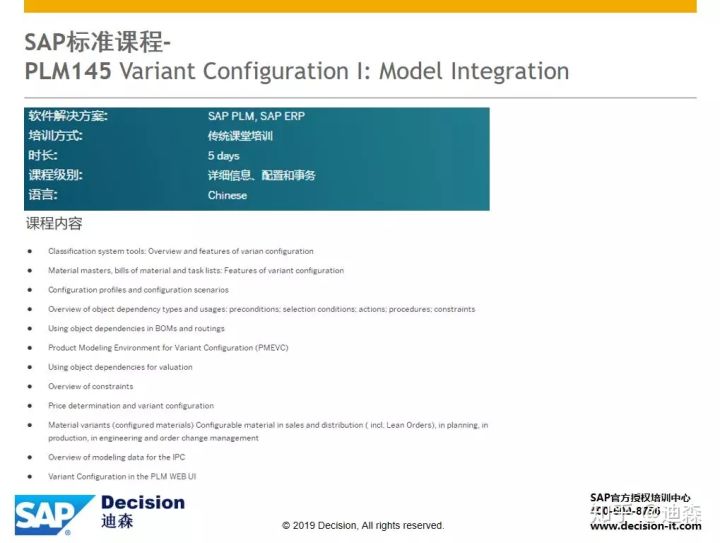 SAP标准课程-
PLM145 Variant Configuration I: Model Integration
软件解决方案: SAP PLM, SAP ERP
培训方式: 传统课堂培训
时长: 5 days
课程级别: 详细信息、配置和事务
语言: Chinese
课程内容
● Classification system tools: Overview and features of varian configuration
● Material masters, bills of material and task lists: Features of variant configuration
● Configuration profiles and configuration scenarios
● Overview of object dependency types and usages: preconditions; selection conditions; actions; procedures; constraints
● Using object dependencies in BOMs and routings
● Product Modeling Environment for Variant Configuration (PMEVC)
● Using object dependencies for valuation
● Overview of constraints
● Price determination and variant configuration
● Material variants (configured materials) Configurable material in sales and distribution ( incl. Lean Orders), in planning, in
production, in engineering and order change management
● Overview of modeling data for the IPC
● Variant Configuration in the PLM WEB UI
SAP Decision
迪森
© 2019 Decision, All rights reserved.
SAP官方授权培训中心
知乎 @迪森
www.decision-it.com